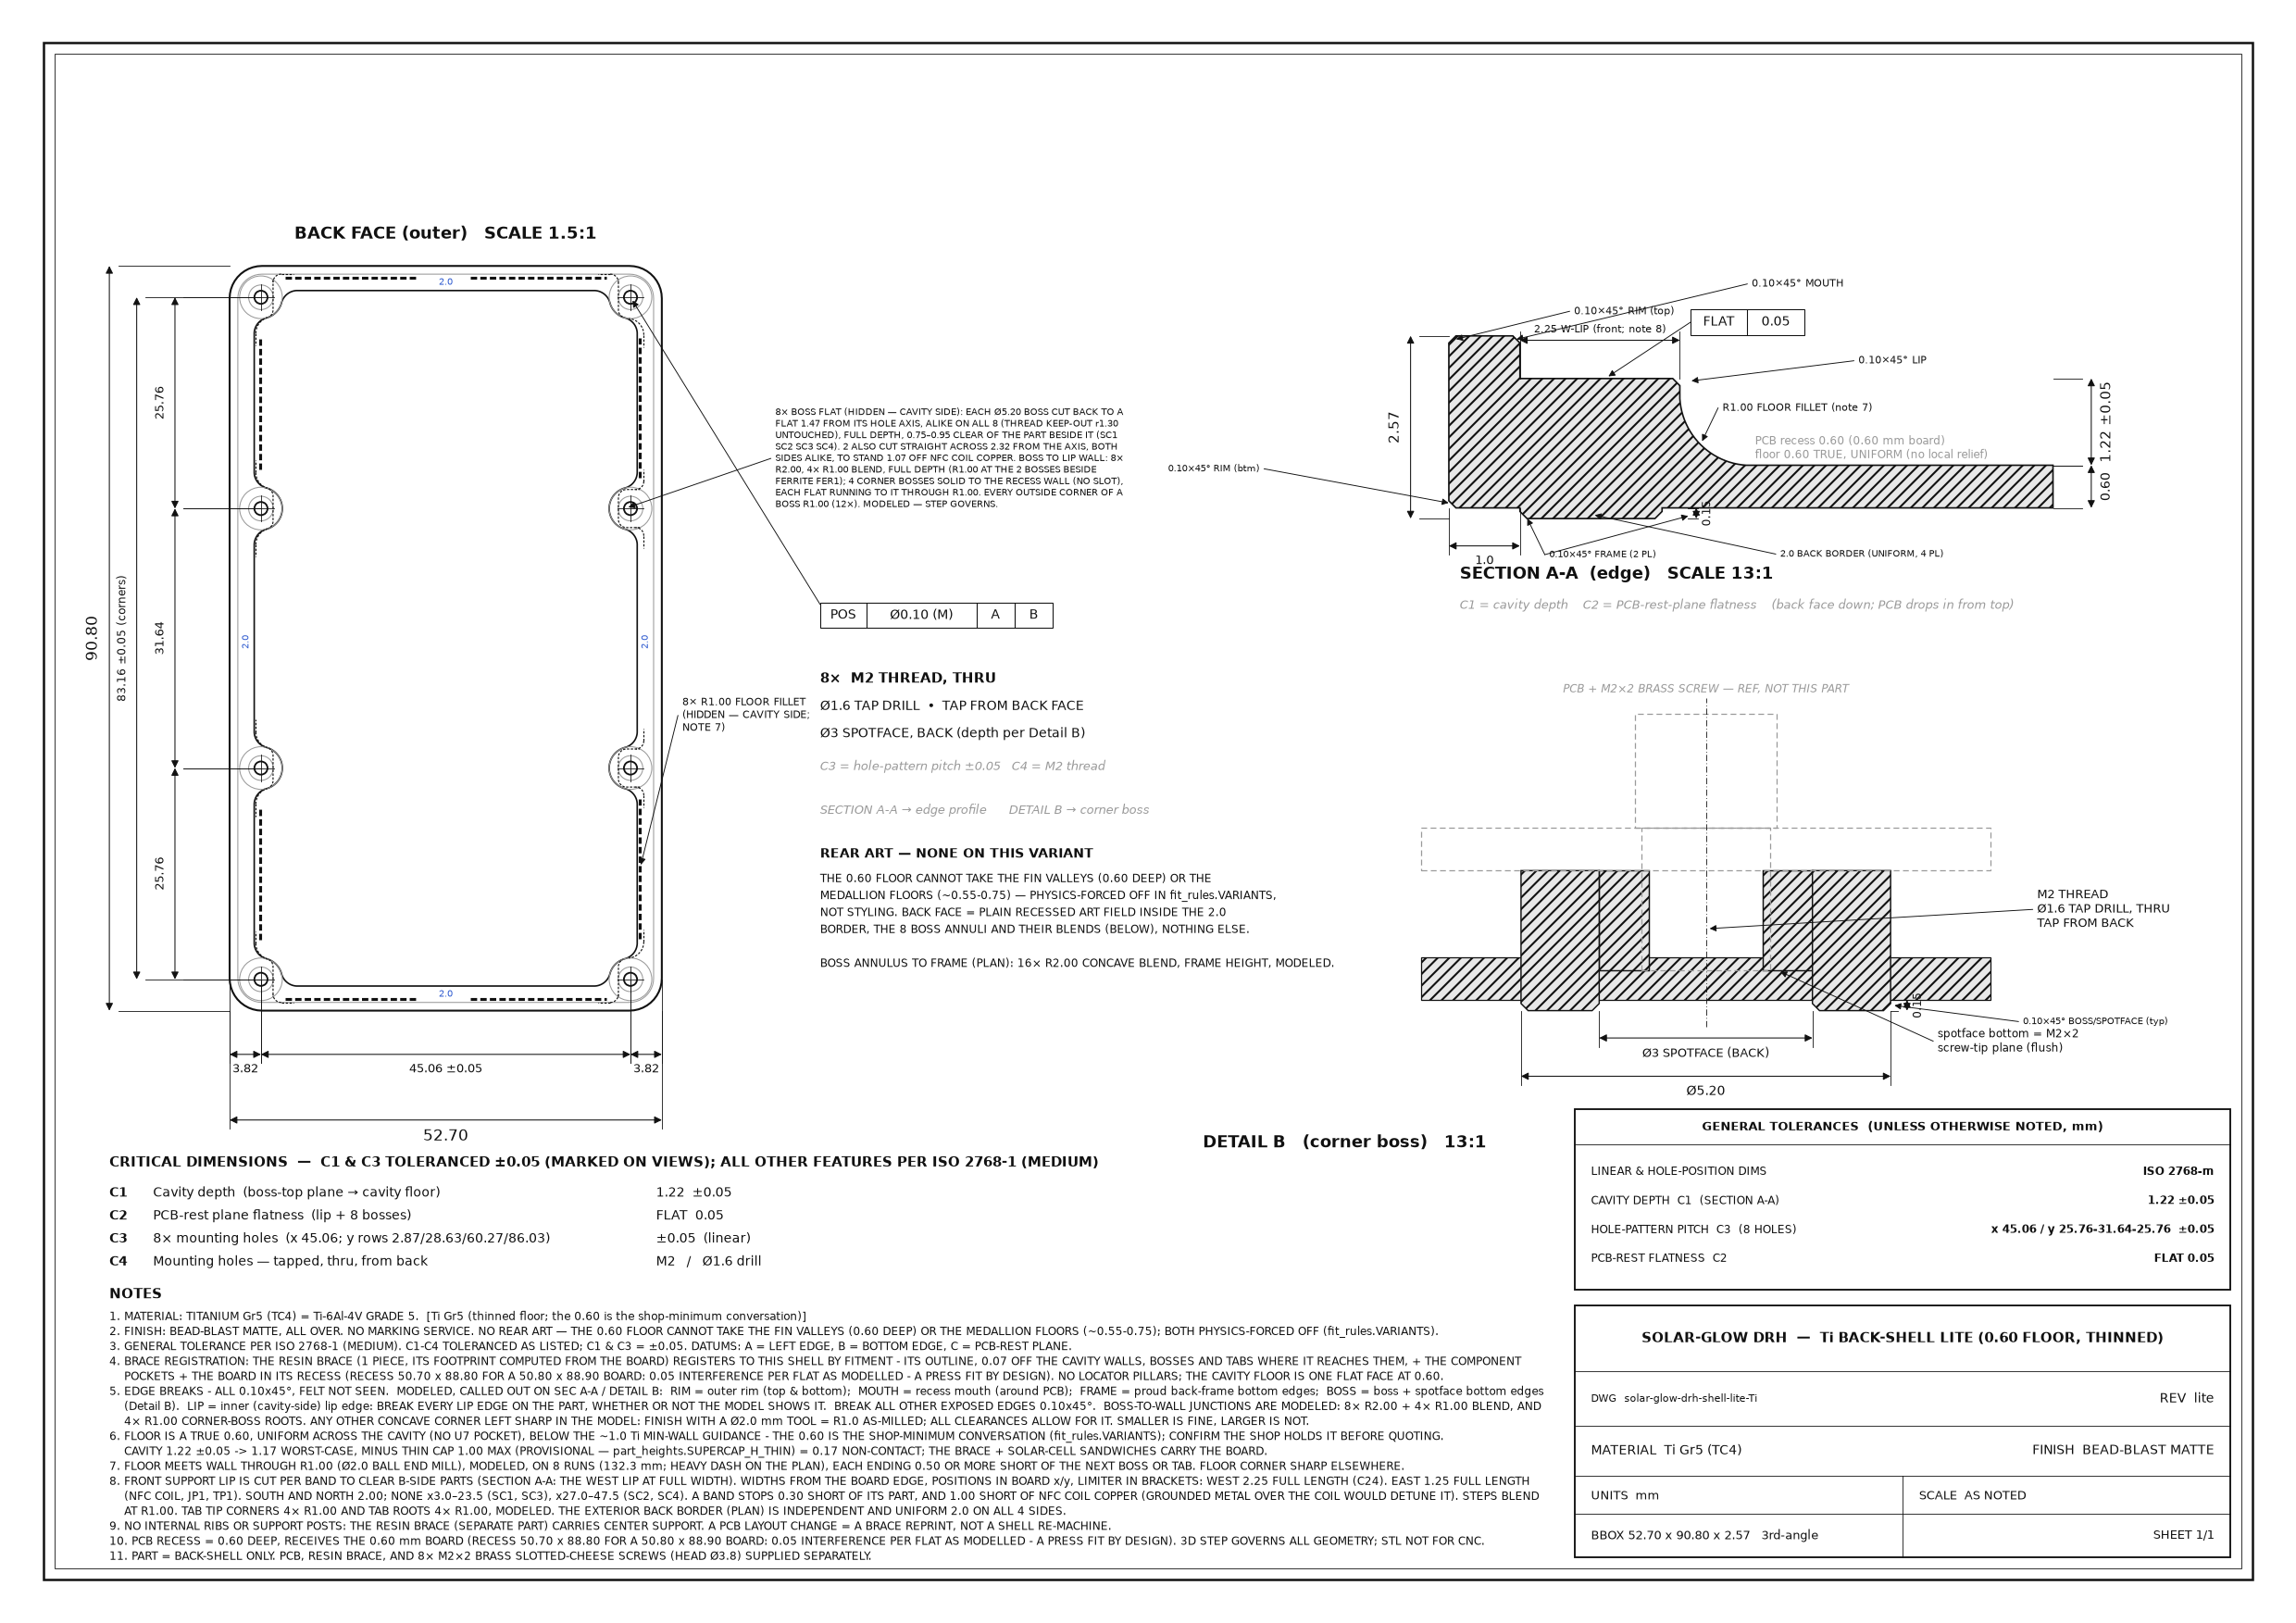 BACK FACE (outer)   SCALE 1.5:1
2.0
2.0
2.0
2.0
90.80
83.16 ±0.05 (corners)
25.76
31.64
25.76
3.82
45.06 ±0.05
3.82
52.70
8× BOSS FLAT (HIDDEN — CAVITY SIDE): EACH Ø5.20 BOSS CUT BACK TO A
FLAT 1.47 FROM ITS HOLE AXIS, ALIKE ON ALL 8 (THREAD KEEP-OUT r1.30
UNTOUCHED), FULL DEPTH, 0.75–0.95 CLEAR OF THE PART BESIDE IT (SC1
SC2 SC3 SC4). 2 ALSO CUT STRAIGHT ACROSS 2.32 FROM THE AXIS, BOTH
SIDES ALIKE, TO STAND 1.07 OFF NFC COIL COPPER. BOSS TO LIP WALL: 8×
R2.00, 4× R1.00 BLEND, FULL DEPTH (R1.00 AT THE 2 BOSSES BESIDE
FERRITE FER1); 4 CORNER BOSSES SOLID TO THE RECESS WALL (NO SLOT),
EACH FLAT RUNNING TO IT THROUGH R1.00. EVERY OUTSIDE CORNER OF A
BOSS R1.00 (12×). MODELED — STEP GOVERNS.
POS   Ø0.10 (M)   A   B
8× R1.00 FLOOR FILLET
(HIDDEN — CAVITY SIDE;
NOTE 7)
8×  M2 THREAD, THRU
Ø1.6 TAP DRILL  •  TAP FROM BACK FACE
Ø3 SPOTFACE, BACK (depth per Detail B)
C3 = hole-pattern pitch ±0.05   C4 = M2 thread
SECTION A-A → edge profile      DETAIL B → corner boss
REAR ART — NONE ON THIS VARIANT
THE 0.60 FLOOR CANNOT TAKE THE FIN VALLEYS (0.60 DEEP) OR THE
MEDALLION FLOORS (~0.55-0.75) — PHYSICS-FORCED OFF IN fit_rules.VARIANTS,
NOT STYLING. BACK FACE = PLAIN RECESSED ART FIELD INSIDE THE 2.0
BORDER, THE 8 BOSS ANNULI AND THEIR BLENDS (BELOW), NOTHING ELSE.
BOSS ANNULUS TO FRAME (PLAN): 16× R2.00 CONCAVE BLEND, FRAME HEIGHT, MODELED.
0.10×45° MOUTH
0.10×45° RIM (top)
2.25 W-LIP (front; note 8)
FLAT   0.05
0.10×45° LIP
R1.00 FLOOR FILLET (note 7)
PCB recess 0.60 (0.60 mm board)
floor 0.60 TRUE, UNIFORM (no local relief)
2.57
1.22 ±0.05
0.60
0.10×45° RIM (btm)
0.15
1.0
0.10×45° FRAME (2 PL)
2.0 BACK BORDER (UNIFORM, 4 PL)
SECTION A-A  (edge)   SCALE 13:1
C1 = cavity depth    C2 = PCB-rest-plane flatness    (back face down; PCB drops in from top)
PCB + M2×2 BRASS SCREW — REF, NOT THIS PART
M2 THREAD
Ø1.6 TAP DRILL, THRU
TAP FROM BACK
0.15
0.10×45° BOSS/SPOTFACE (typ)
spotface bottom = M2×2
screw-tip plane (flush)
Ø3 SPOTFACE (BACK)
Ø5.20
DETAIL B   (corner boss)   13:1
CRITICAL DIMENSIONS  —  C1 & C3 TOLERANCED ±0.05 (MARKED ON VIEWS); ALL OTHER FEATURES PER ISO 2768-1 (MEDIUM)
C1   Cavity depth  (boss-top plane → cavity floor)   1.22  ±0.05
C2   PCB-rest plane flatness  (lip + 8 bosses)   FLAT  0.05
C3   8× mounting holes  (x 45.06; y rows 2.87/28.63/60.27/86.03)   ±0.05  (linear)
C4   Mounting holes — tapped, thru, from back   M2   /   Ø1.6 drill
NOTES
1. MATERIAL: TITANIUM Gr5 (TC4) = Ti-6Al-4V GRADE 5.  [Ti Gr5 (thinned floor; the 0.60 is the shop-minimum conversation)]
2. FINISH: BEAD-BLAST MATTE, ALL OVER. NO MARKING SERVICE. NO REAR ART — THE 0.60 FLOOR CANNOT TAKE THE FIN VALLEYS (0.60 DEEP) OR THE MEDALLION FLOORS (~0.55-0.75); BOTH PHYSICS-FORCED OFF (fit_rules.VARIANTS).
3. GENERAL TOLERANCE PER ISO 2768-1 (MEDIUM). C1-C4 TOLERANCED AS LISTED; C1 & C3 = ±0.05. DATUMS: A = LEFT EDGE, B = BOTTOM EDGE, C = PCB-REST PLANE.
4. BRACE REGISTRATION: THE RESIN BRACE (1 PIECE, ITS FOOTPRINT COMPUTED FROM THE BOARD) REGISTERS TO THIS SHELL BY FITMENT - ITS OUTLINE, 0.07 OFF THE CAVITY WALLS, BOSSES AND TABS WHERE IT REACHES THEM, + THE COMPONENT
POCKETS + THE BOARD IN ITS RECESS (RECESS 50.70 x 88.80 FOR A 50.80 x 88.90 BOARD: 0.05 INTERFERENCE PER FLAT AS MODELLED - A PRESS FIT BY DESIGN). NO LOCATOR PILLARS; THE CAVITY FLOOR IS ONE FLAT FACE AT 0.60.
5. EDGE BREAKS - ALL 0.10x45°, FELT NOT SEEN.  MODELED, CALLED OUT ON SEC A-A / DETAIL B:  RIM = outer rim (top & bottom);  MOUTH = recess mouth (around PCB);  FRAME = proud back-frame bottom edges;  BOSS = boss + spotface bottom edges
(Detail B).  LIP = inner (cavity-side) lip edge: BREAK EVERY LIP EDGE ON THE PART, WHETHER OR NOT THE MODEL SHOWS IT.  BREAK ALL OTHER EXPOSED EDGES 0.10x45°.  BOSS-TO-WALL JUNCTIONS ARE MODELED: 8× R2.00 + 4× R1.00 BLEND, AND
4× R1.00 CORNER-BOSS ROOTS. ANY OTHER CONCAVE CORNER LEFT SHARP IN THE MODEL: FINISH WITH A Ø2.0 mm TOOL = R1.0 AS-MILLED; ALL CLEARANCES ALLOW FOR IT. SMALLER IS FINE, LARGER IS NOT.
6. FLOOR IS A TRUE 0.60, UNIFORM ACROSS THE CAVITY (NO U7 POCKET), BELOW THE ~1.0 Ti MIN-WALL GUIDANCE - THE 0.60 IS THE SHOP-MINIMUM CONVERSATION (fit_rules.VARIANTS); CONFIRM THE SHOP HOLDS IT BEFORE QUOTING.
CAVITY 1.22 ±0.05 -> 1.17 WORST-CASE, MINUS THIN CAP 1.00 MAX (PROVISIONAL — part_heights.SUPERCAP_H_THIN) = 0.17 NON-CONTACT; THE BRACE + SOLAR-CELL SANDWICHES CARRY THE BOARD.
7. FLOOR MEETS WALL THROUGH R1.00 (Ø2.0 BALL END MILL), MODELED, ON 8 RUNS (132.3 mm; HEAVY DASH ON THE PLAN), EACH ENDING 0.50 OR MORE SHORT OF THE NEXT BOSS OR TAB. FLOOR CORNER SHARP ELSEWHERE.
8. FRONT SUPPORT LIP IS CUT PER BAND TO CLEAR B-SIDE PARTS (SECTION A-A: THE WEST LIP AT FULL WIDTH). WIDTHS FROM THE BOARD EDGE, POSITIONS IN BOARD x/y, LIMITER IN BRACKETS: WEST 2.25 FULL LENGTH (C24). EAST 1.25 FULL LENGTH
(NFC COIL, JP1, TP1). SOUTH AND NORTH 2.00; NONE x3.0–23.5 (SC1, SC3), x27.0–47.5 (SC2, SC4). A BAND STOPS 0.30 SHORT OF ITS PART, AND 1.00 SHORT OF NFC COIL COPPER (GROUNDED METAL OVER THE COIL WOULD DETUNE IT). STEPS BLEND
AT R1.00. TAB TIP CORNERS 4× R1.00 AND TAB ROOTS 4× R1.00, MODELED. THE EXTERIOR BACK BORDER (PLAN) IS INDEPENDENT AND UNIFORM 2.0 ON ALL 4 SIDES.
9. NO INTERNAL RIBS OR SUPPORT POSTS: THE RESIN BRACE (SEPARATE PART) CARRIES CENTER SUPPORT. A PCB LAYOUT CHANGE = A BRACE REPRINT, NOT A SHELL RE-MACHINE.
10. PCB RECESS = 0.60 DEEP, RECEIVES THE 0.60 mm BOARD (RECESS 50.70 x 88.80 FOR A 50.80 x 88.90 BOARD: 0.05 INTERFERENCE PER FLAT AS MODELLED - A PRESS FIT BY DESIGN). 3D STEP GOVERNS ALL GEOMETRY; STL NOT FOR CNC.
11. PART = BACK-SHELL ONLY. PCB, RESIN BRACE, AND 8× M2×2 BRASS SLOTTED-CHEESE SCREWS (HEAD Ø3.8) SUPPLIED SEPARATELY.
GENERAL TOLERANCES  (UNLESS OTHERWISE NOTED, mm)
LINEAR & HOLE-POSITION DIMS   ISO 2768-m
CAVITY DEPTH  C1  (SECTION A-A)   1.22 ±0.05
HOLE-PATTERN PITCH  C3  (8 HOLES)   x 45.06 / y 25.76-31.64-25.76  ±0.05
PCB-REST FLATNESS  C2   FLAT 0.05
SOLAR-GLOW DRH  —  Ti BACK-SHELL LITE (0.60 FLOOR, THINNED)
DWG  solar-glow-drh-shell-lite-Ti   REV  lite
MATERIAL  Ti Gr5 (TC4)   FINISH  BEAD-BLAST MATTE
UNITS  mm   SCALE  AS NOTED
BBOX 52.70 x 90.80 x 2.57   3rd-angle   SHEET 1/1